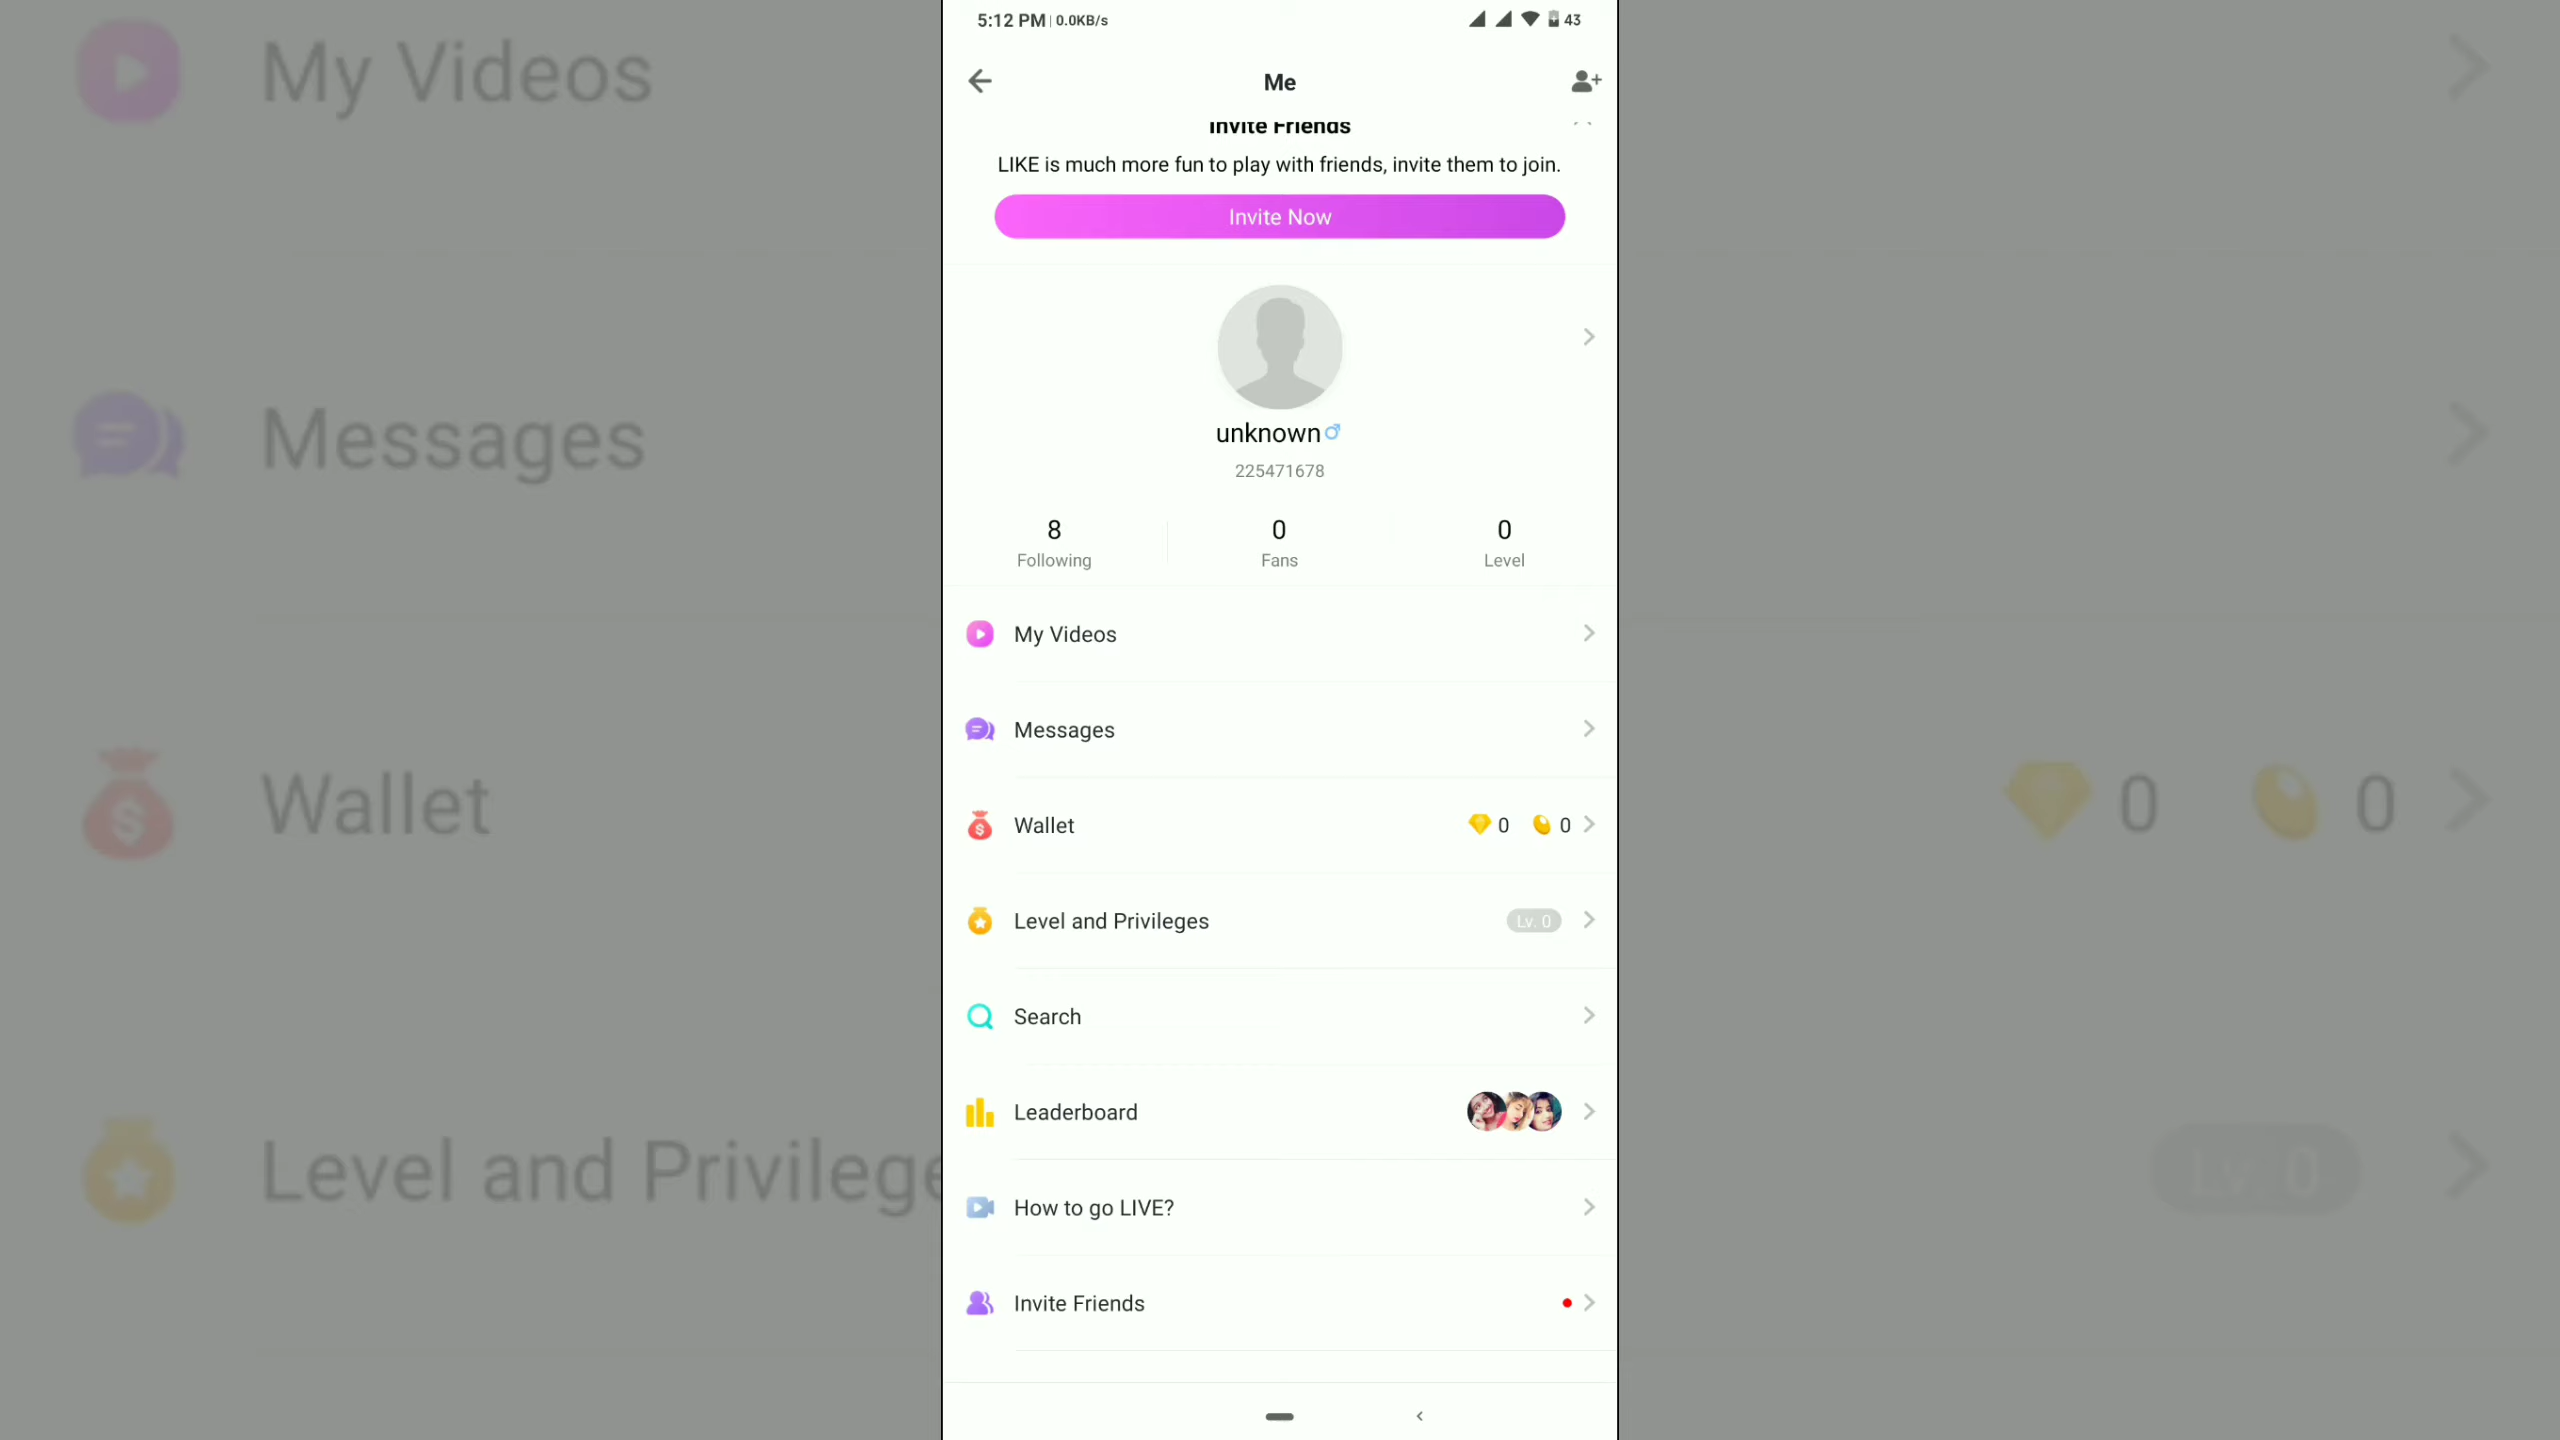 5:12 PM | 0.0KB/s
43
Me
Invite Friends
LIKE is much more fun to play with friends, invite them to join.
Invite Now
unknown♂
225471678
8
0
0
Following
Fans
Level
My Videos
Messages
Wallet
0
0
Level and Privileges
Lv. 0
Search
Leaderboard
How to go LIVE?
Invite Friends
My Videos
Messages
Wallet
0
0
Level and Privilege
Lv. 0